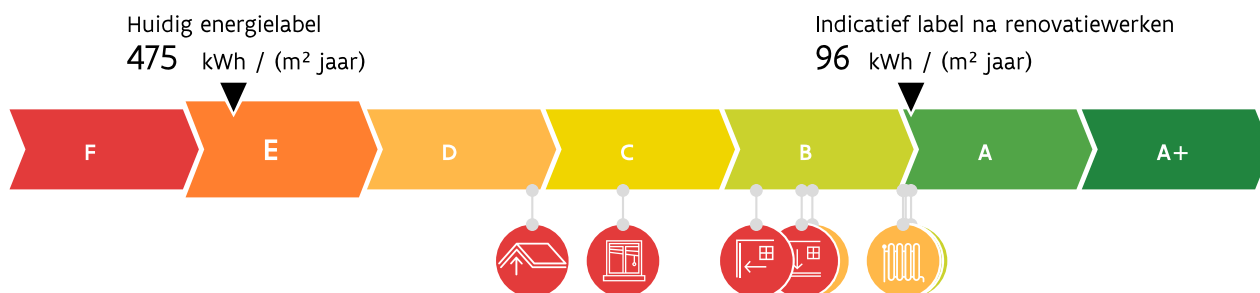 Huidig energielabel
475 kWh / (m² jaar)
Indicatief label na renovatiewerken
96 kWh / (m² jaar)
F E D C B A A+